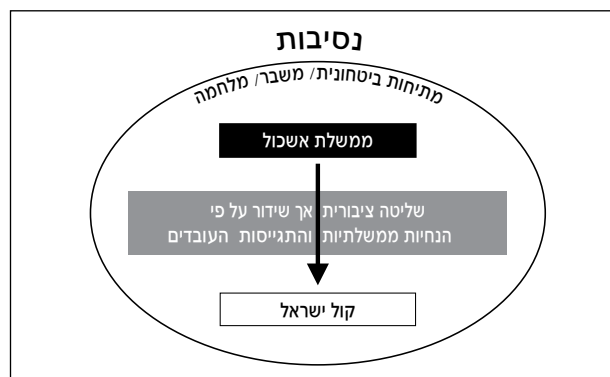 נסיבות
מתיחות ביטחונית/ משבר/ מלחמה
ממשלת אשכול
שליטה ציבורית אך שידור על פי
הנחיות ממשלתיות והתגייסות העובדים
קול ישראל